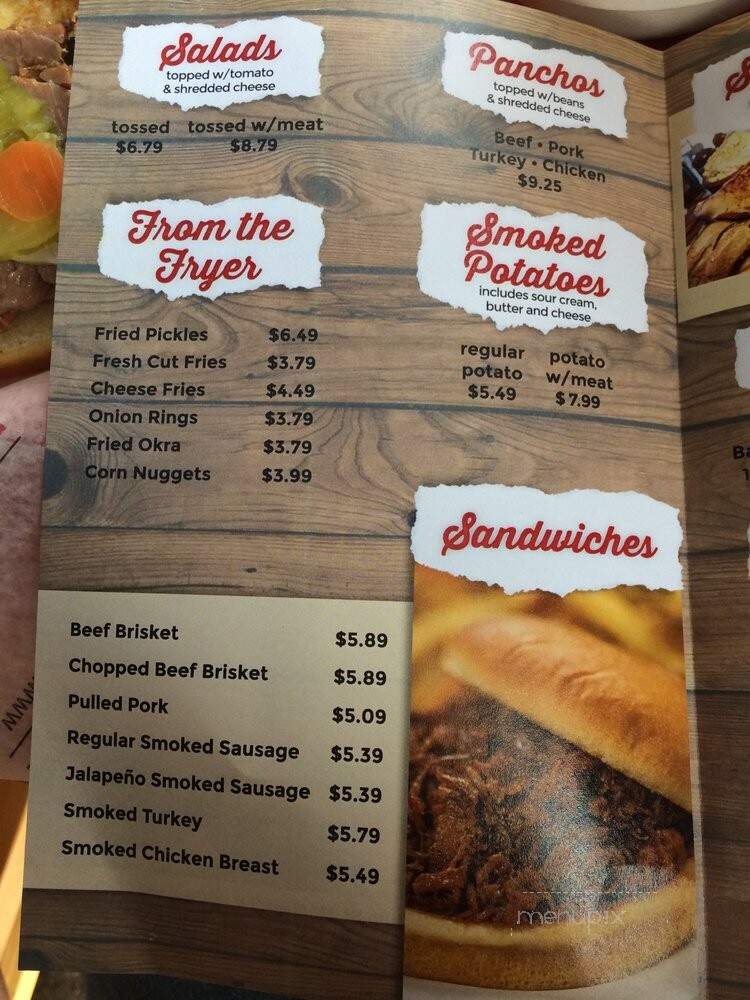 Salads
topped w/tomato
& shredded cheese
tossed tossed w/meat
$6.79 $8.79
Panchos
topped w/beans
& shredded cheese
Beef • Pork
Turkey • Chicken
$9.25
From the
Fryer
Fried Pickles $6.49
Fresh Cut Fries $3.79
Cheese Fries $4.49
Onion Rings $3.79
Fried Okra $3.79
Corn Nuggets $3.99
Smoked
Potatoes
includes sour cream,
butter and cheese
regular potato
potato w/meat
$5.49 $7.99
Sandwiches
Beef Brisket $5.89
Chopped Beef Brisket $5.89
Pulled Pork $5.09
Regular Smoked Sausage $5.39
Jalapeño Smoked Sausage $5.39
Smoked Turkey $5.79
Smoked Chicken Breast $5.49
menupix